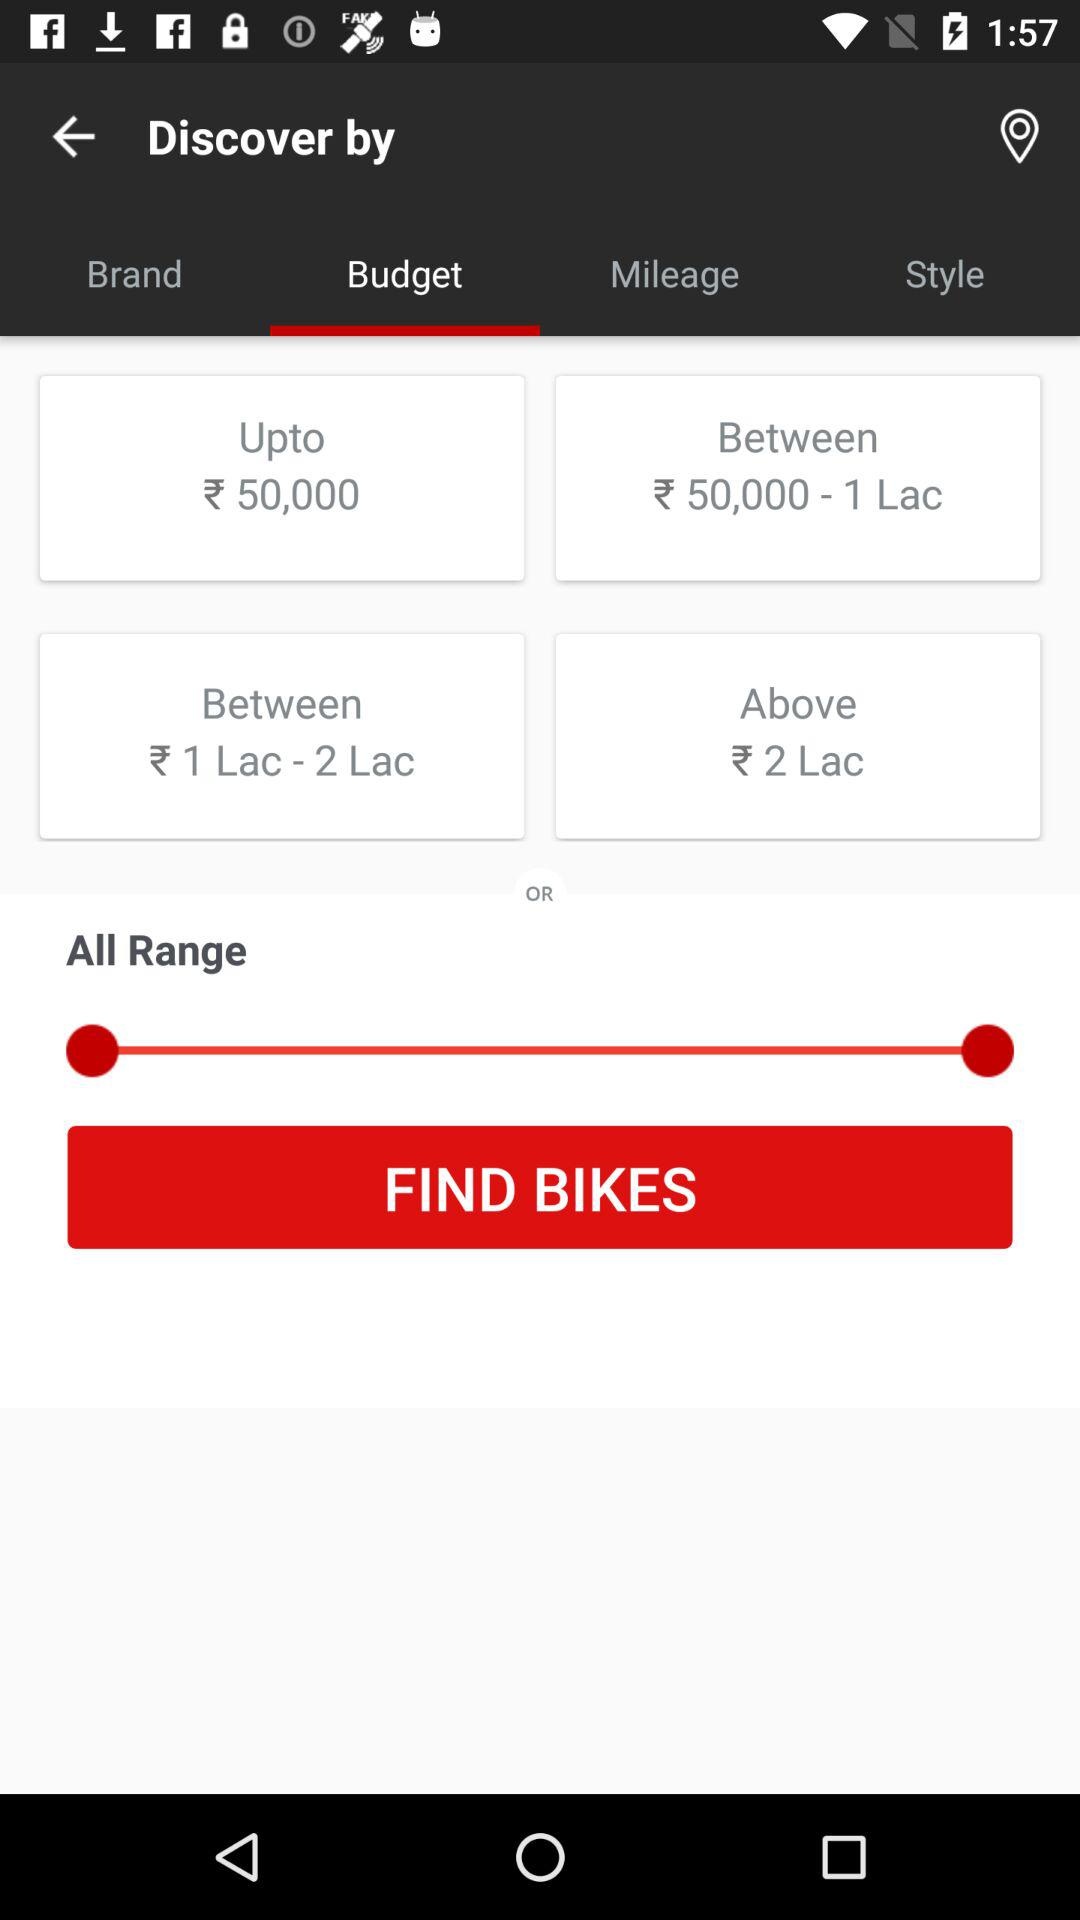 FAKE
1:57
Discover by
Brand Budget Mileage Style
Upto
₹ 50,000
Between
₹ 50,000 - 1 Lac
Between
₹ 1 Lac - 2 Lac
Above
₹ 2 Lac
OR
All Range
FIND BIKES